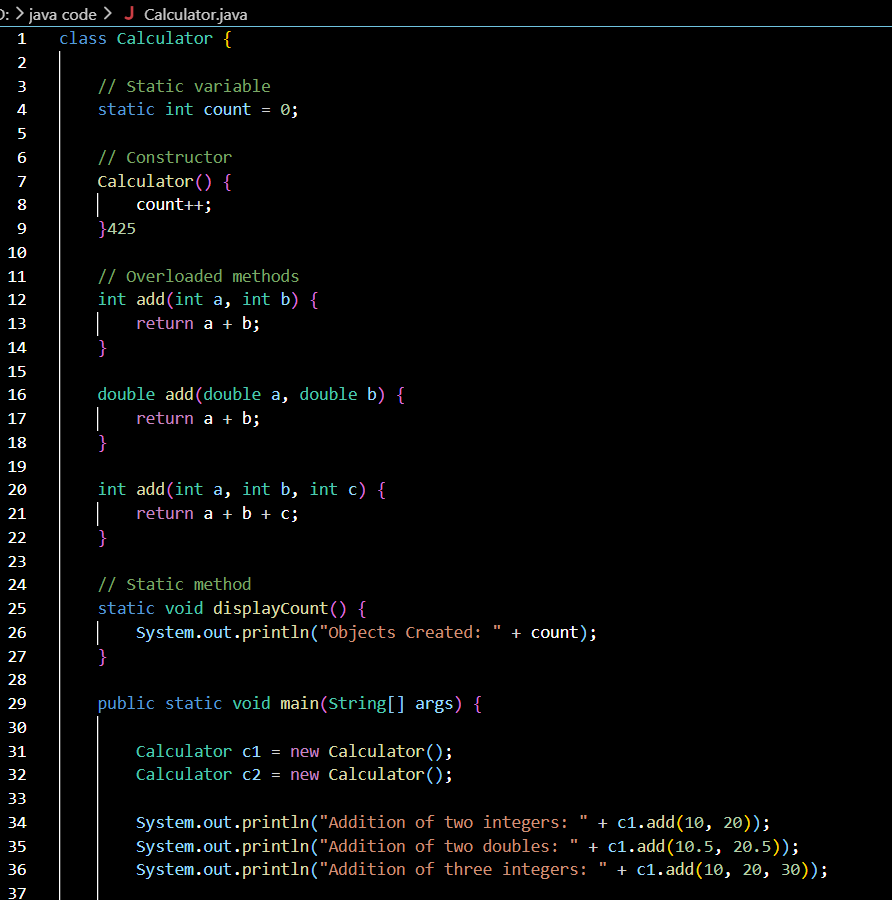 D: > java code > J Calculator.java
1 class Calculator {
2
3 // Static variable
4 static int count = 0;
5
6 // Constructor
7 Calculator() {
8 count++;
9 }425
10
11 // Overloaded methods
12 int add(int a, int b) {
13 return a + b;
14 }
15
16 double add(double a, double b) {
17 return a + b;
18 }
19
20 int add(int a, int b, int c) {
21 return a + b + c;
22 }
23
24 // Static method
25 static void displayCount() {
26 System.out.println("Objects Created: " + count);
27 }
28
29 public static void main(String[] args) {
30
31 Calculator c1 = new Calculator();
32 Calculator c2 = new Calculator();
33
34 System.out.println("Addition of two integers: " + c1.add(10, 20));
35 System.out.println("Addition of two doubles: " + c1.add(10.5, 20.5));
36 System.out.println("Addition of three integers: " + c1.add(10, 20, 30));
37